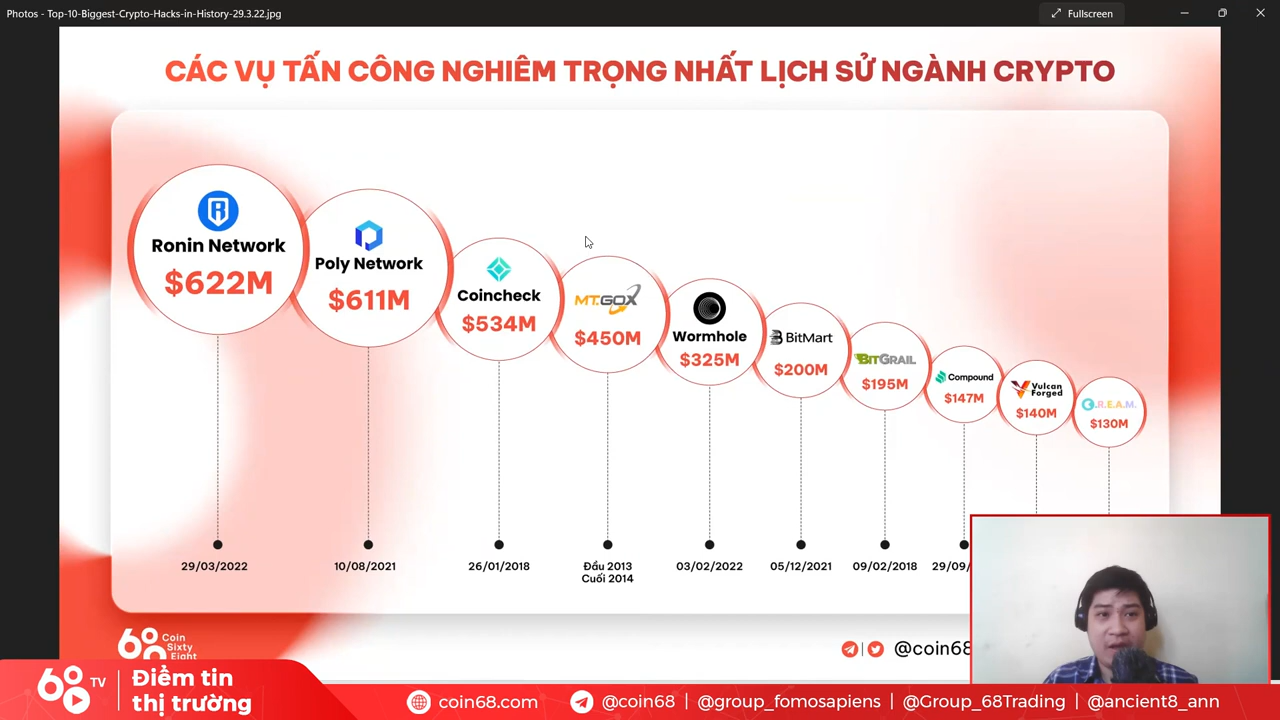 Photos - Top-10-Biggest-Crypto-Hacks-in-History-29.3.22.jpg
Fullscreen
CÁC VỤ TẤN CÔNG NGHIÊM TRỌNG NHẤT LỊCH SỬ NGÀNH CRYPTO
Ronin Network
$622M
Poly Network
$611M
Coincheck
$534M
MT.GOX
$450M
Wormhole
$325M
BitMart
$200M
BITGRAIL
$195M
Compound
$147M
Vulcan
Forged
$140M
C.R.E.A.M.
$130M
29/03/2022
10/08/2021
26/01/2018
Đầu 2013
Cuối 2014
03/02/2022
05/12/2021
09/02/2018
29/09/
68 Coin
Sixty
Eight
@coin68
68 TV
Điểm tin
thị trường
coin68.com
@coin68 | @group_fomosapiens | @Group_68Trading | @ancient8_ann